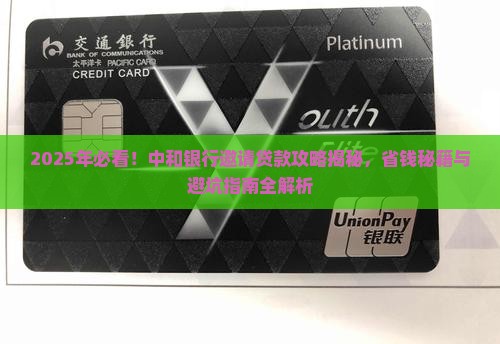 交通銀行
BANK OF COMMUNICATIONS
太平洋卡 PACIFIC CARD
CREDIT CARD
Platinum
outh
Elite
2025年必看！中和银行邀请贷款攻略揭秘，省钱秘籍与
避坑指南全解析
UnionPay
银联